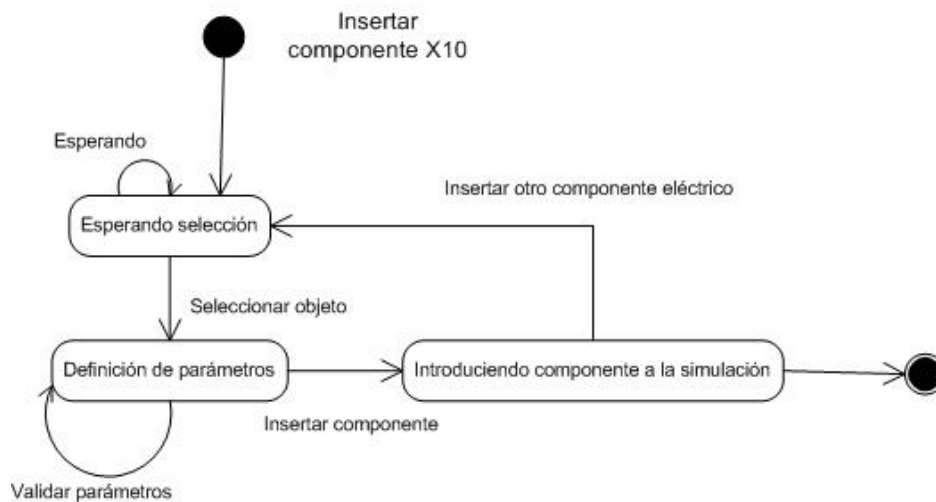 Insertar
componente X10
Esperando
Insertar otro componente eléctrico
Esperando selección
Seleccionar objeto
Definición de parámetros
Introduciendo componente a la simulación
Insertar componente
Validar parámetros